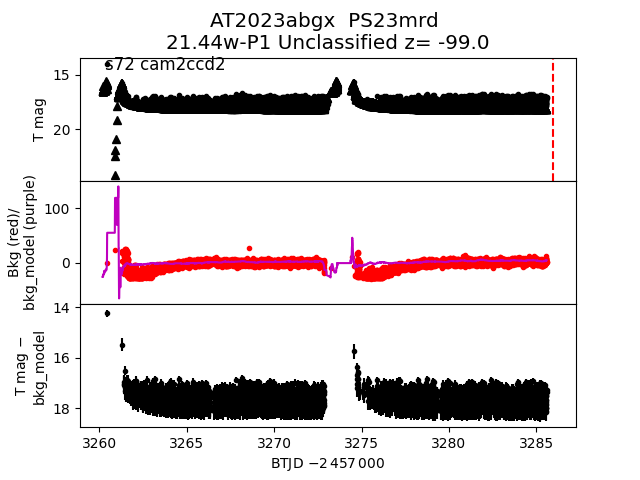 AT2023abgx  PS23mrd
21.44w-P1 Unclassified z= -99.0
s72 cam2ccd2
15
20
T mag
100
0
Bkg (red)/
bkg_model (purple)
14
16
18
T mag −
bkg_model
3260
3265
3270
3275
3280
3285
BTJD −2 457 000